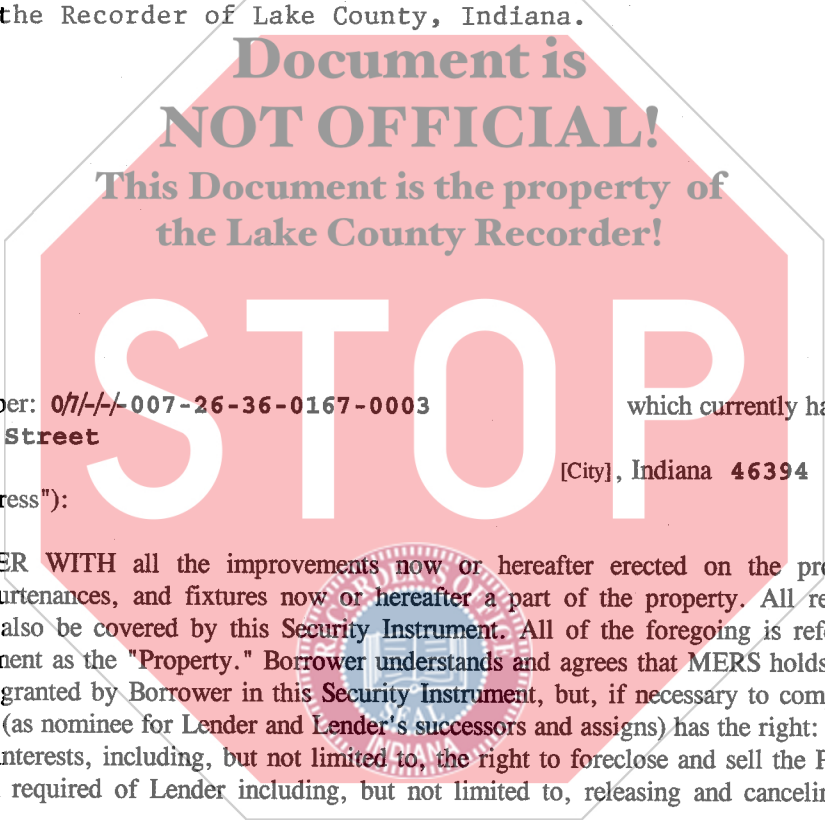 the Recorder of Lake County, Indiana.
Document is
NOT OFFICIAL!
This Document is the property of
the Lake County Recorder!
STOP
er: 0/7/-/-/-007-26-36-0167-0003 which currently ha
Street
[City], Indiana 46394
ress"):
ER WITH all the improvements now or hereafter erected on the pro
urtenances, and fixtures now or hereafter a part of the property. All re
also be covered by this Security Instrument. All of the foregoing is refe
nent as the "Property." Borrower understands and agrees that MERS holds
granted by Borrower in this Security Instrument, but, if necessary to com
(as nominee for Lender and Lender's successors and assigns) has the right:
nterests, including, but not limited to, the right to foreclose and sell the P
required of Lender including, but not limited to, releasing and cancelin
SEAL
INDIANA